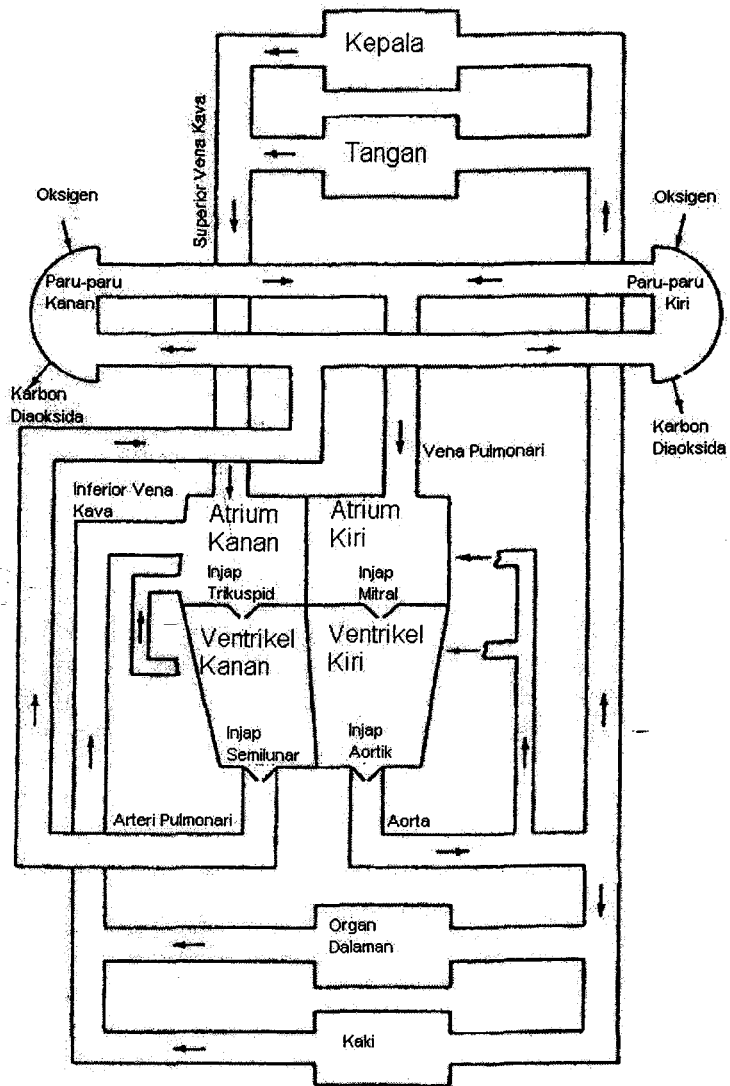 Kepala
Superior Vena Kava
Tangan
Oksigen
Oksigen
Paru-paru
Kanan
Paru-paru
Kiri
Karbon
Diaoksida
Karbon
Diaoksida
Vena Pulmonari
Inferior Vena
Kava
Atrium
Kanan
Atrium
Kiri
Injap
Trikuspid
Injap
Mitral
Ventrikel
Kanan
Ventrikel
Kiri
Injap
Semilunar
Injap
Aortik
Arteri Pulmonari
Aorta
Organ
Dalaman
Kaki